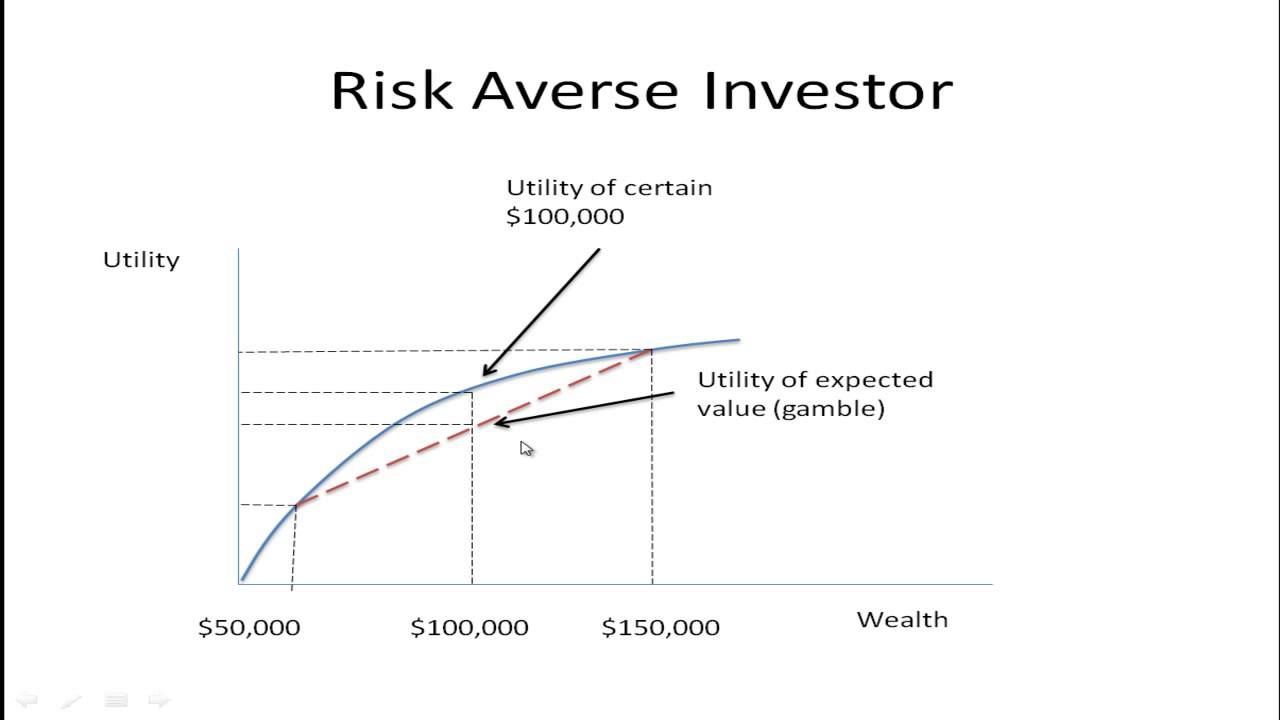 Risk Averse Investor
Utility of certain
$100,000
Utility
Utility of expected
value (gamble)
$50,000
$100,000
$150,000
Wealth